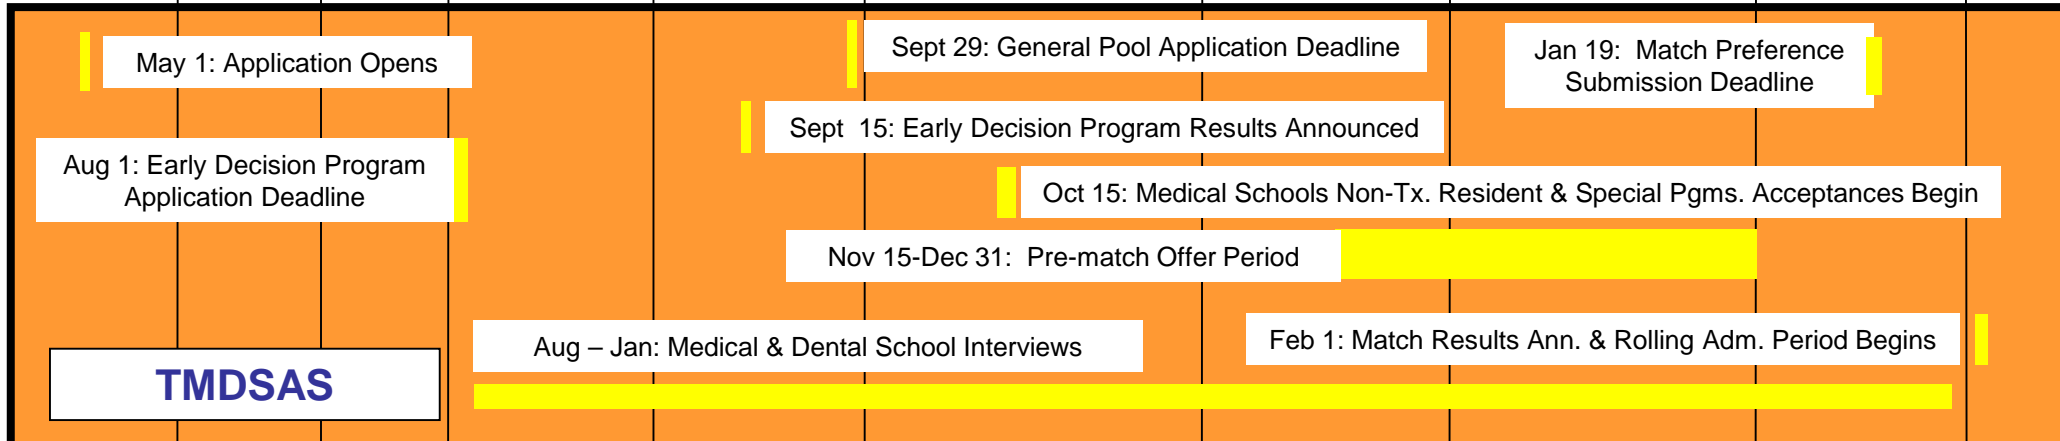 May 1: Application Opens
Sept 29: General Pool Application Deadline
Jan 19: Match Preference
Submission Deadline
Sept 15: Early Decision Program Results Announced
Aug 1: Early Decision Program
Application Deadline
Oct 15: Medical Schools Non-Tx. Resident & Special Pgms. Acceptances Begin
Nov 15-Dec 31: Pre-match Offer Period
Aug – Jan: Medical & Dental School Interviews
Feb 1: Match Results Ann. & Rolling Adm. Period Begins
TMDSAS